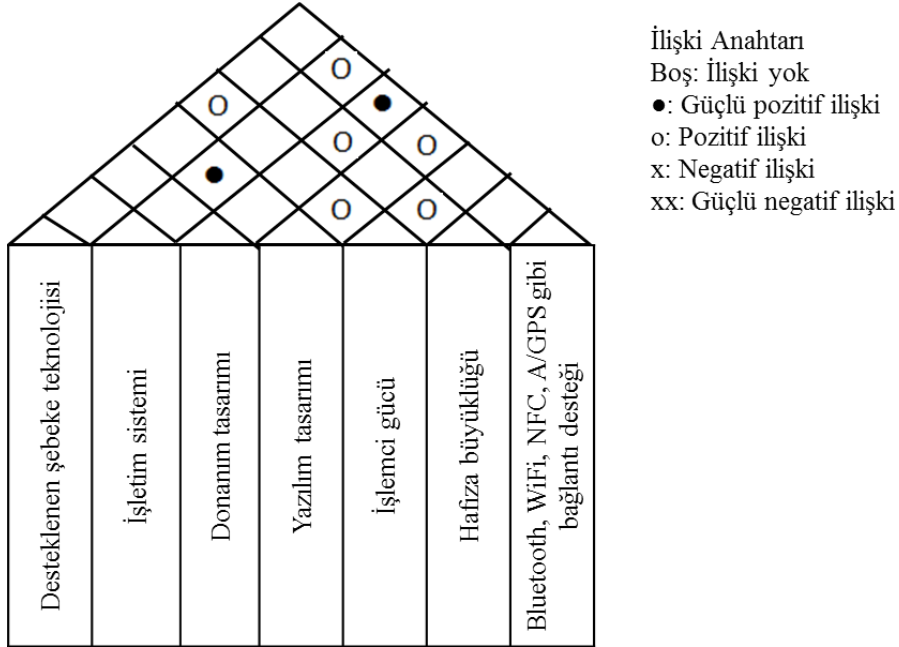 İlişki Anahtarı
Boş: İlişki yok
●: Güçlü pozitif ilişki
o: Pozitif ilişki
x: Negatif ilişki
xx: Güçlü negatif ilişki
O
●
O
O
O
●
O
O
Desteklenen şebeke teknolojisi
İşletim sistemi
Donanım tasarımı
Yazılım tasarımı
İşlemci gücü
Hafıza büyüklüğü
Bluetooth, WiFi, NFC, A/GPS gibi
bağlantı desteği